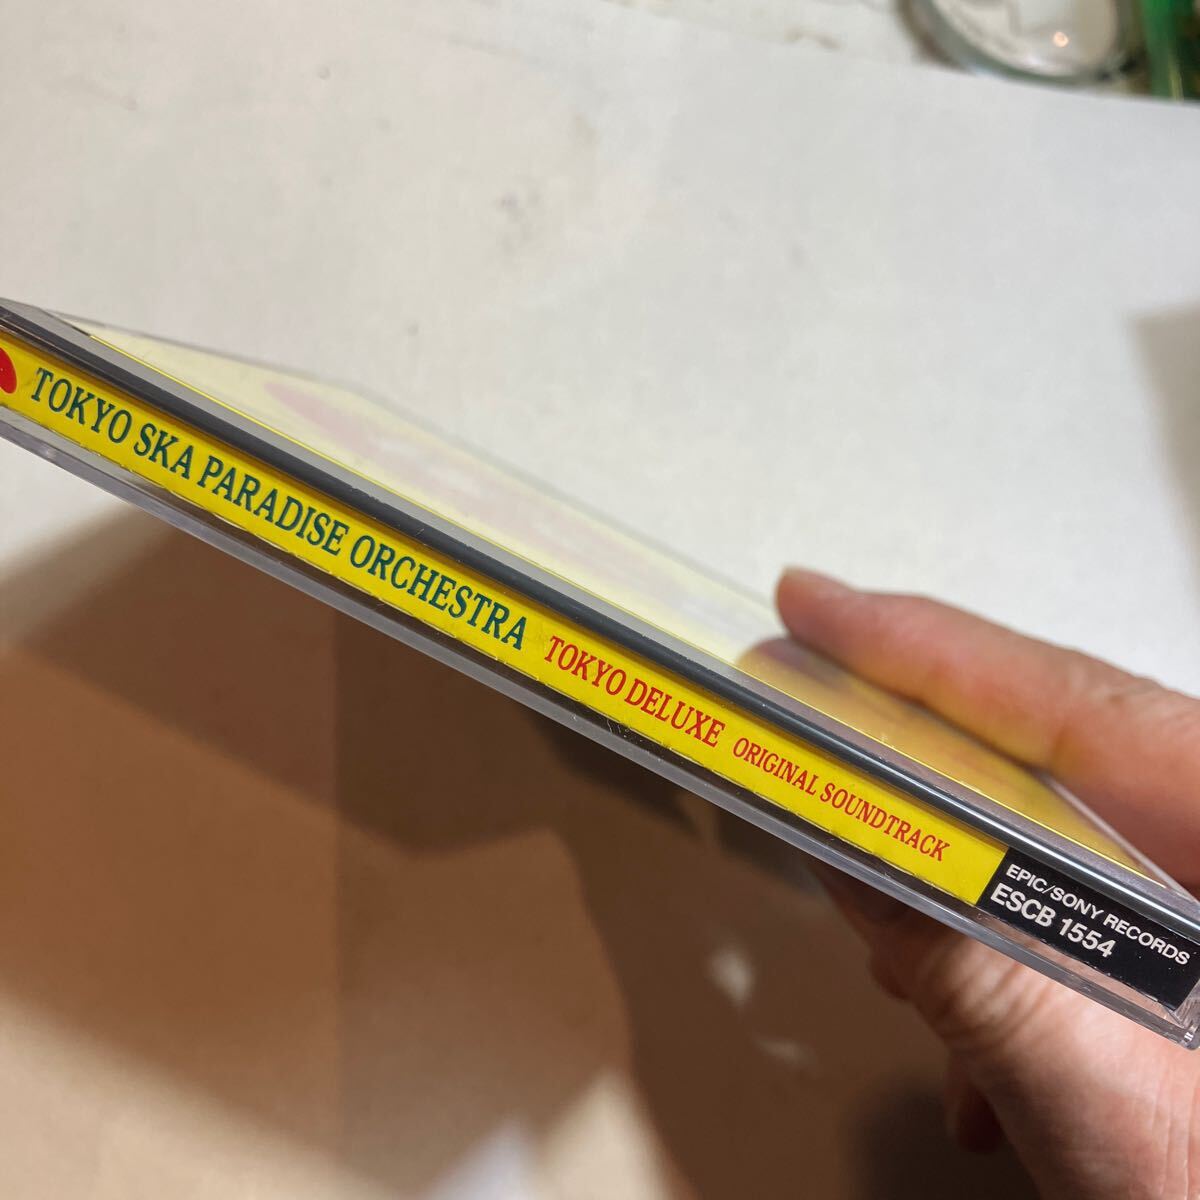 TOKYO SKA PARADISE ORCHESTRA TOKYO DELUXE ORIGINAL SOUNDTRACK
EPIC/SONY RECORDS
ESCB 1554